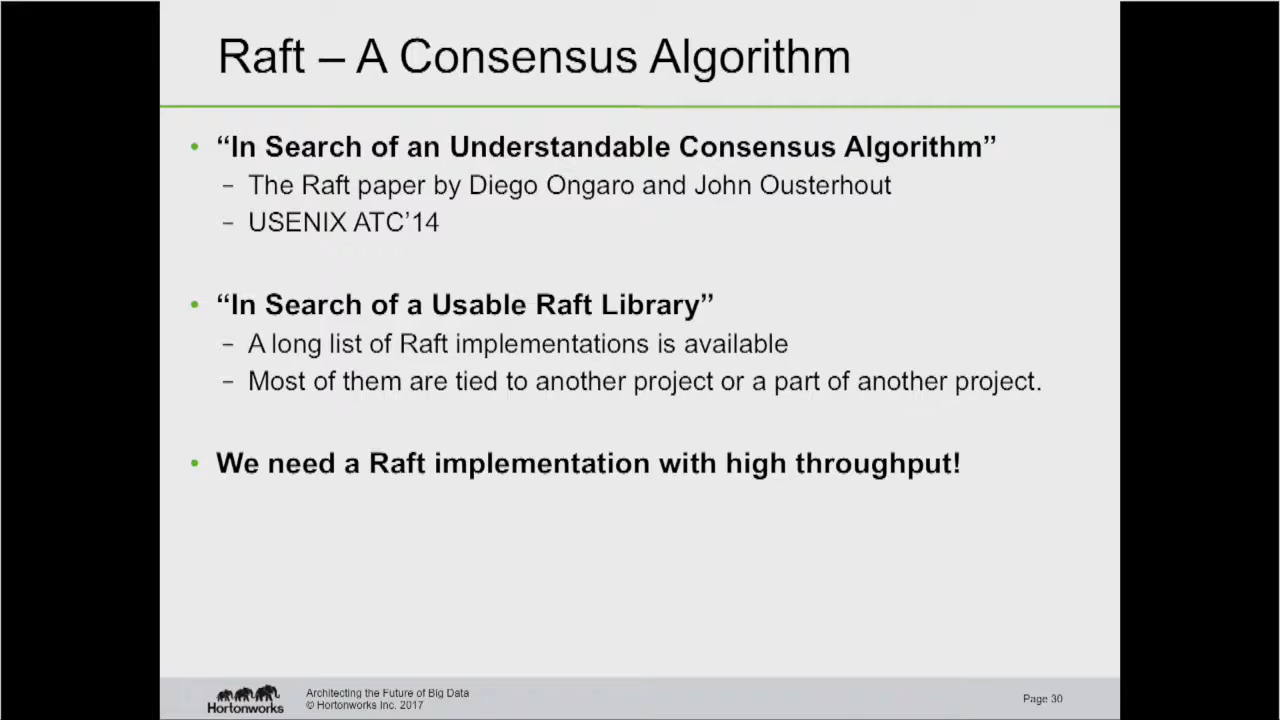 Raft – A Consensus Algorithm
• “In Search of an Understandable Consensus Algorithm”
– The Raft paper by Diego Ongaro and John Ousterhout
– USENIX ATC’14
• “In Search of a Usable Raft Library”
– A long list of Raft implementations is available
– Most of them are tied to another project or a part of another project.
• We need a Raft implementation with high throughput!
Hortonworks
Architecting the Future of Big Data
© Hortonworks Inc. 2017
Page 30